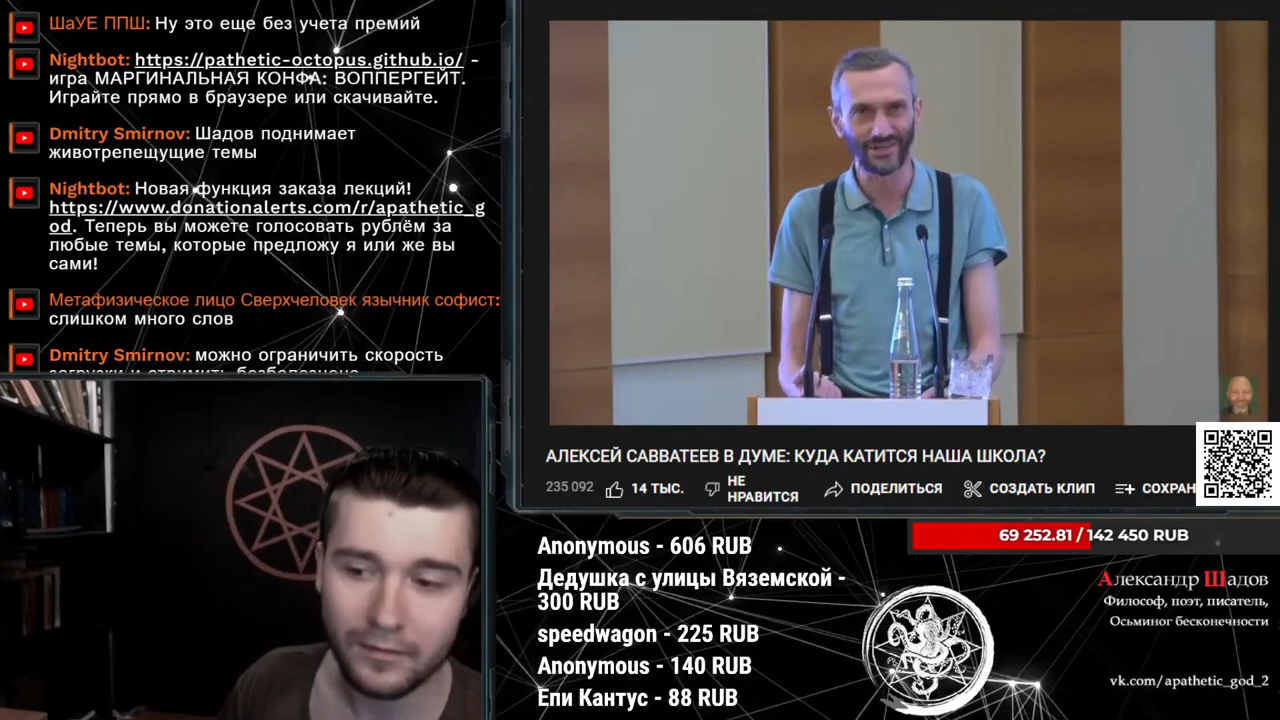 ШаУЕ ППШ: Ну это еще без учета премий
Nightbot: https://pathetic-octopus.github.io/ -
игра МАРГИНАЛЬНАЯ КОНФА: ВОППЕРГЕЙТ.
Играйте прямо в браузере или скачивайте.
Dmitry Smirnov: Шадов поднимает
животрепещущие темы
Nightbot: Новая функция заказа лекций!
https://www.donationalerts.com/r/apathetic_g
od. Теперь вы можете голосовать рублём за
любые темы, которые предложу я или же вы
сами!
Метафизическое лицо Сверхчеловек язычник софист:
слишком много слов
Dmitry Smirnov: можно ограничить скорость
загрузки и стримить безболезнено
АЛЕКСЕЙ САВВАТЕЕВ В ДУМЕ: КУДА КАТИТСЯ НАША ШКОЛА?
235 092 14 ТЫС. НЕ
НРАВИТСЯ ПОДЕЛИТЬСЯ СОЗДАТЬ КЛИП СОХРАН
69 252.81 / 142 450 RUB
Anonymous - 606 RUB
Дедушка с улицы Вяземской -
300 RUB
speedwagon - 225 RUB
Anonymous - 140 RUB
Епи Кантус - 88 RUB
Александр Шадов
Философ, поэт, писатель,
Осьминог бесконечности
vk.com/apathetic_god_2